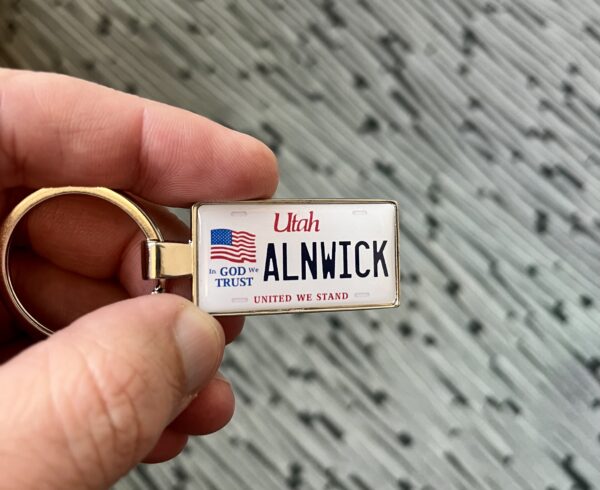 Utah
In GOD We
TRUST
ALNWICK
UNITED WE STAND